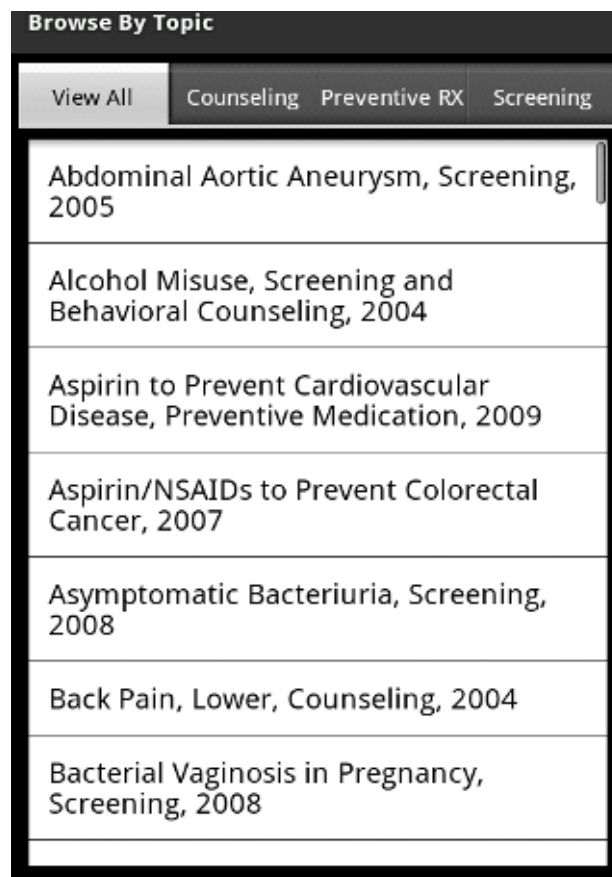 Browse By Topic
View All Counseling Preventive RX Screening
Abdominal Aortic Aneurysm, Screening,
2005
Alcohol Misuse, Screening and
Behavioral Counseling, 2004
Aspirin to Prevent Cardiovascular
Disease, Preventive Medication, 2009
Aspirin/NSAIDs to Prevent Colorectal
Cancer, 2007
Asymptomatic Bacteriuria, Screening,
2008
Back Pain, Lower, Counseling, 2004
Bacterial Vaginosis in Pregnancy,
Screening, 2008